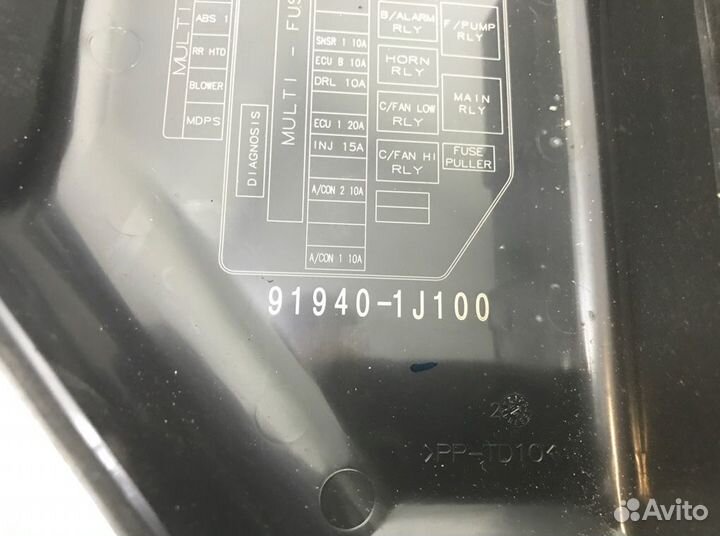 MULTI
ABS 1
RR HTD
BLOWER
MDPS
DIAGNOSIS
MULTI - FUS
SNSR 1 10A
ECU B 10A
DRL 10A
ECU 1 20A
INJ 15A
A/CON 2 10A
A/CON 1 10A
B/ALARM
RLY
HORN
RLY
C/FAN LOW
RLY
C/FAN HI
RLY
F/PUMP
RLY
MAIN
RLY
FUSE
PULLER
91940-1J100
>PP-TD10<
Avito